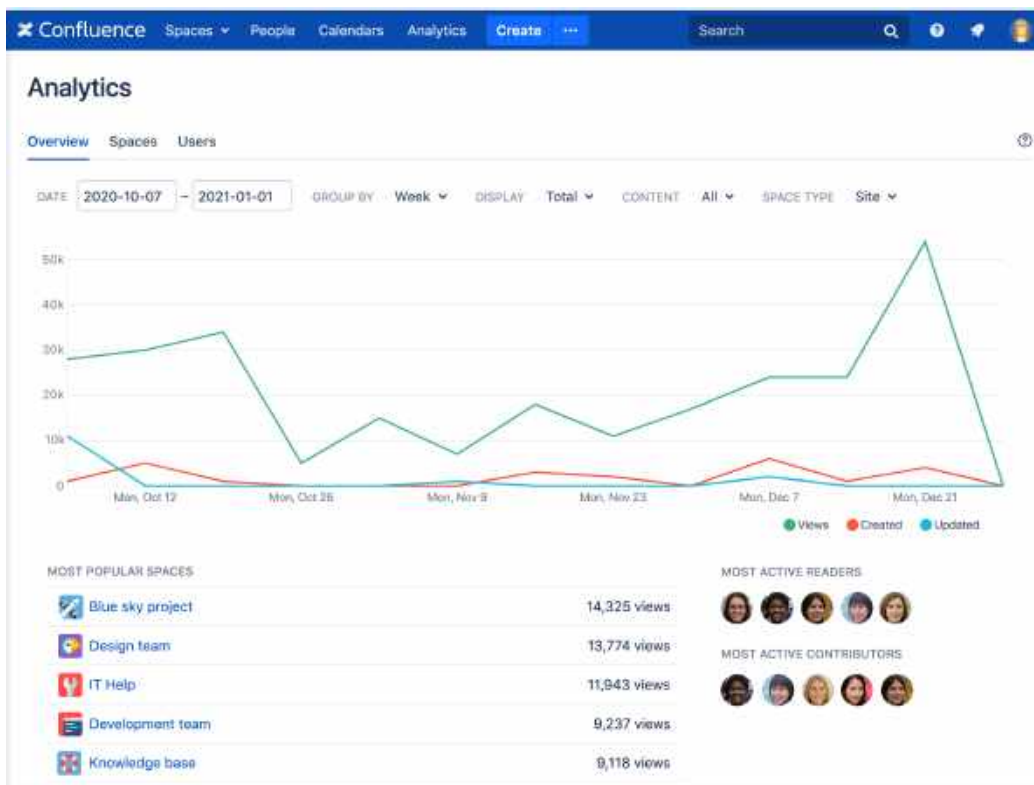 Confluence Spaces People Calendars Analytics Create ··· Search
Analytics
Overview Spaces Users
DATE 2020-10-07 – 2021-01-01 GROUP BY Week DISPLAY Total CONTENT All SPACE TYPE Site
50k
40k
30k
20k
10k
0
Mon, Oct 12 Mon, Oct 26 Mon, Nov 9 Mon, Nov 23 Mon, Dec 7 Mon, Dec 21
Views Created Updated
MOST POPULAR SPACES
Blue sky project 14,325 views
Design team 13,774 views
IT Help 11,943 views
Development team 9,237 views
Knowledge base 9,118 views
MOST ACTIVE READERS
MOST ACTIVE CONTRIBUTORS